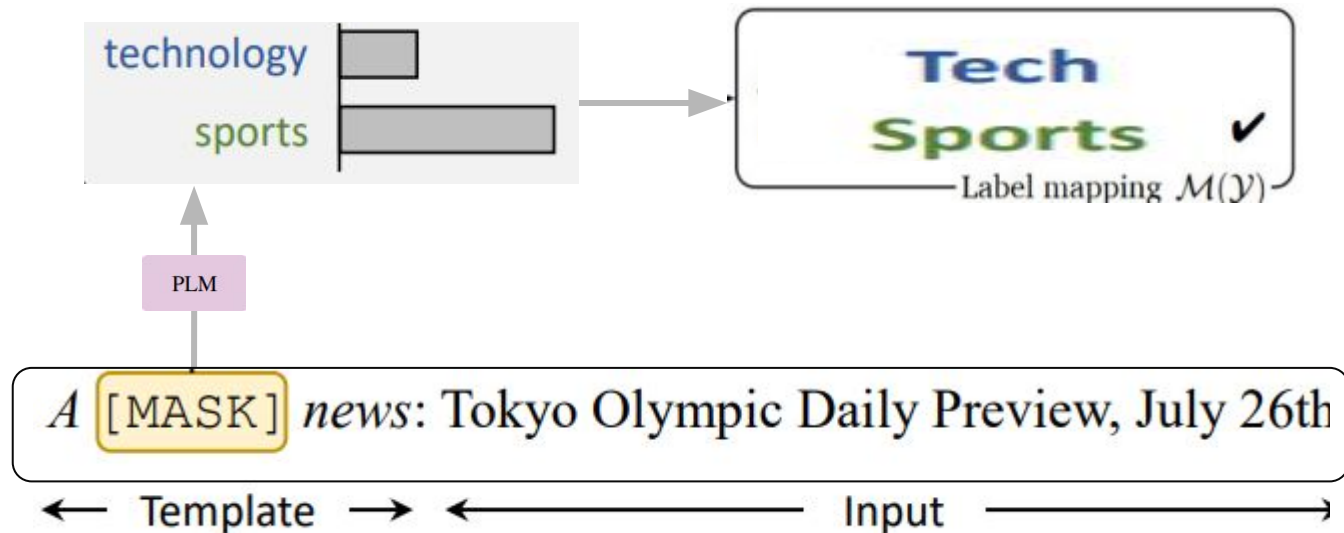 technology
sports
Tech
Sports ✔
Label mapping 𝓜(𝒴)
PLM
A [MASK] news: Tokyo Olympic Daily Preview, July 26th
Template
Input